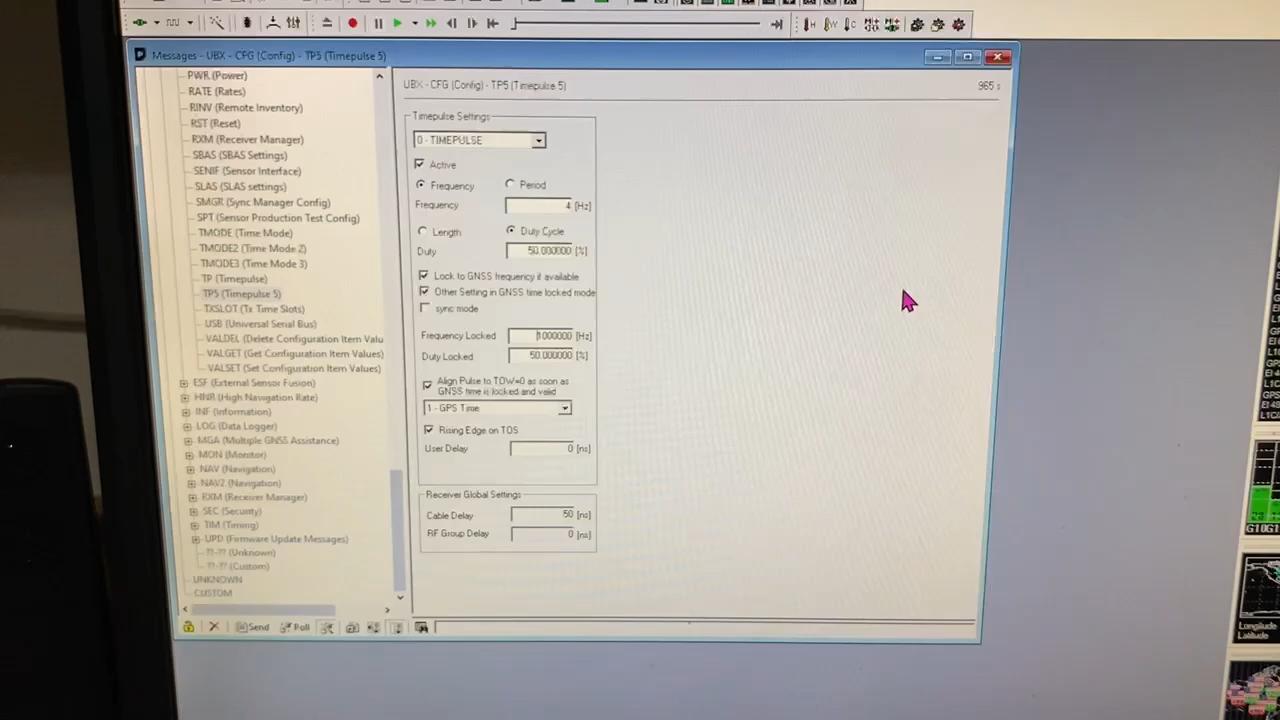 Messages - UBX - CFG (Config) - TP5 (Timepulse 5)
PWR (Power)
RATE (Rates)
RINV (Remote Inventory)
RST (Reset)
RXM (Receiver Manager)
SBAS (SBAS Settings)
SENIF (Sensor Interface)
SLAS (SLAS settings)
SMGR (Sync Manager Config)
SPT (Sensor Production Test Config)
TMODE (Time Mode)
TMODE2 (Time Mode 2)
TMODE3 (Time Mode 3)
TP (Timepulse)
TP5 (Timepulse 5)
TXSLOT (Tx Time Slots)
USB (Universal Serial Bus)
VALDEL (Delete Configuration Item Valu
VALGET (Get Configuration Item Values)
VALSET (Set Configuration Item Values)
ESF (External Sensor Fusion)
HNR (High Navigation Rate)
INF (Information)
LOG (Data Logger)
MGA (Multiple GNSS Assistance)
MON (Monitor)
NAV (Navigation)
NAV2 (Navigation)
RXM (Receiver Manager)
SEC (Security)
TIM (Timing)
UPD (Firmware Update Messages)
??-?? (Unknown)
??-?? (Custom)
UNKNOWN
CUSTOM
Send Poll
UBX - CFG (Config) - TP5 (Timepulse 5) 965 s
Timepulse Settings
0 - TIMEPULSE
Active
Frequency Period
Frequency 4 [Hz]
Length Duty Cycle
Duty 50.000000 [%]
Lock to GNSS frequency if available
Other Setting in GNSS time locked mode
sync mode
Frequency Locked 1000000 [Hz]
Duty Locked 50.000000 [%]
Align Pulse to TOW=0 as soon as
GNSS time is locked and valid
1 - GPS Time
Rising Edge on TOS
User Delay 0 [ns]
Receiver Global Settings
Cable Delay 50 [ns]
RF Group Delay 0 [ns]
Longitude
Latitude